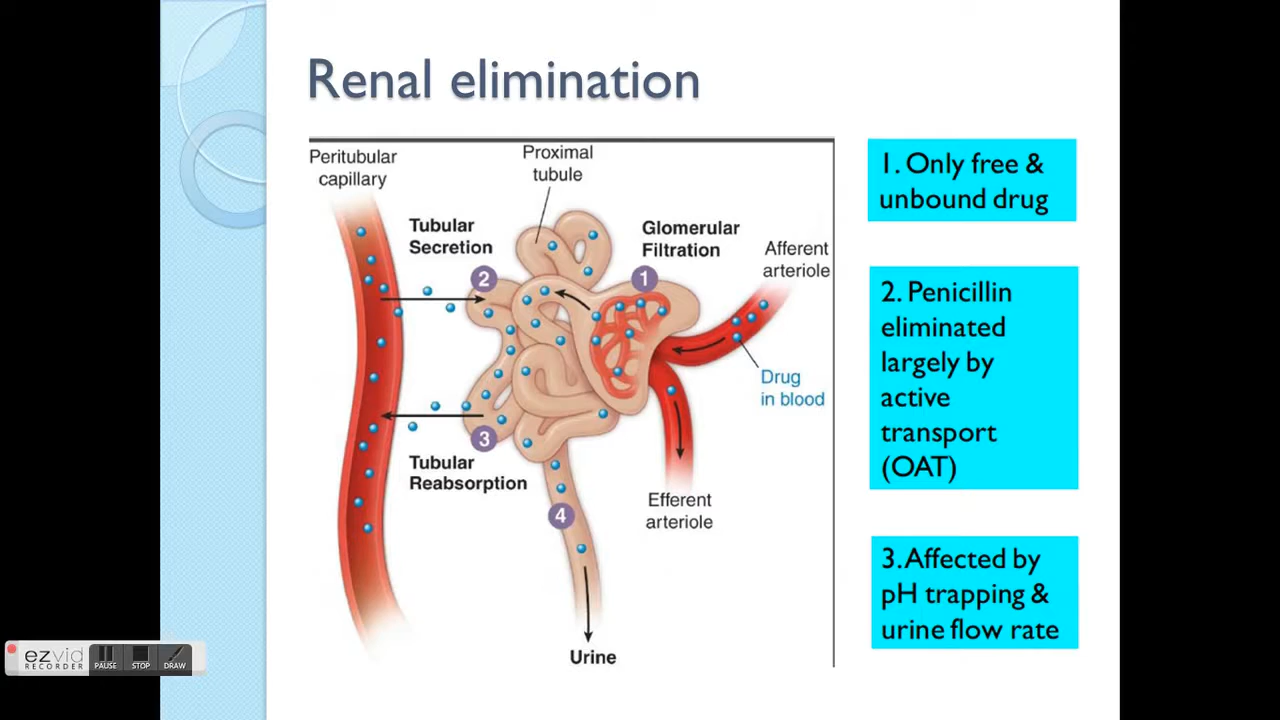 Renal elimination
Peritubular
capillary
Proximal
tubule
Tubular
Secretion
Glomerular
Filtration
Afferent
arteriole
2
1
Drug
in blood
3
Tubular
Reabsorption
4
Efferent
arteriole
Urine
1. Only free &
unbound drug
2. Penicillin
eliminated
largely by
active
transport
(OAT)
3. Affected by
pH trapping &
urine flow rate
ezvid
RECORDER
PAUSE
STOP
DRAW